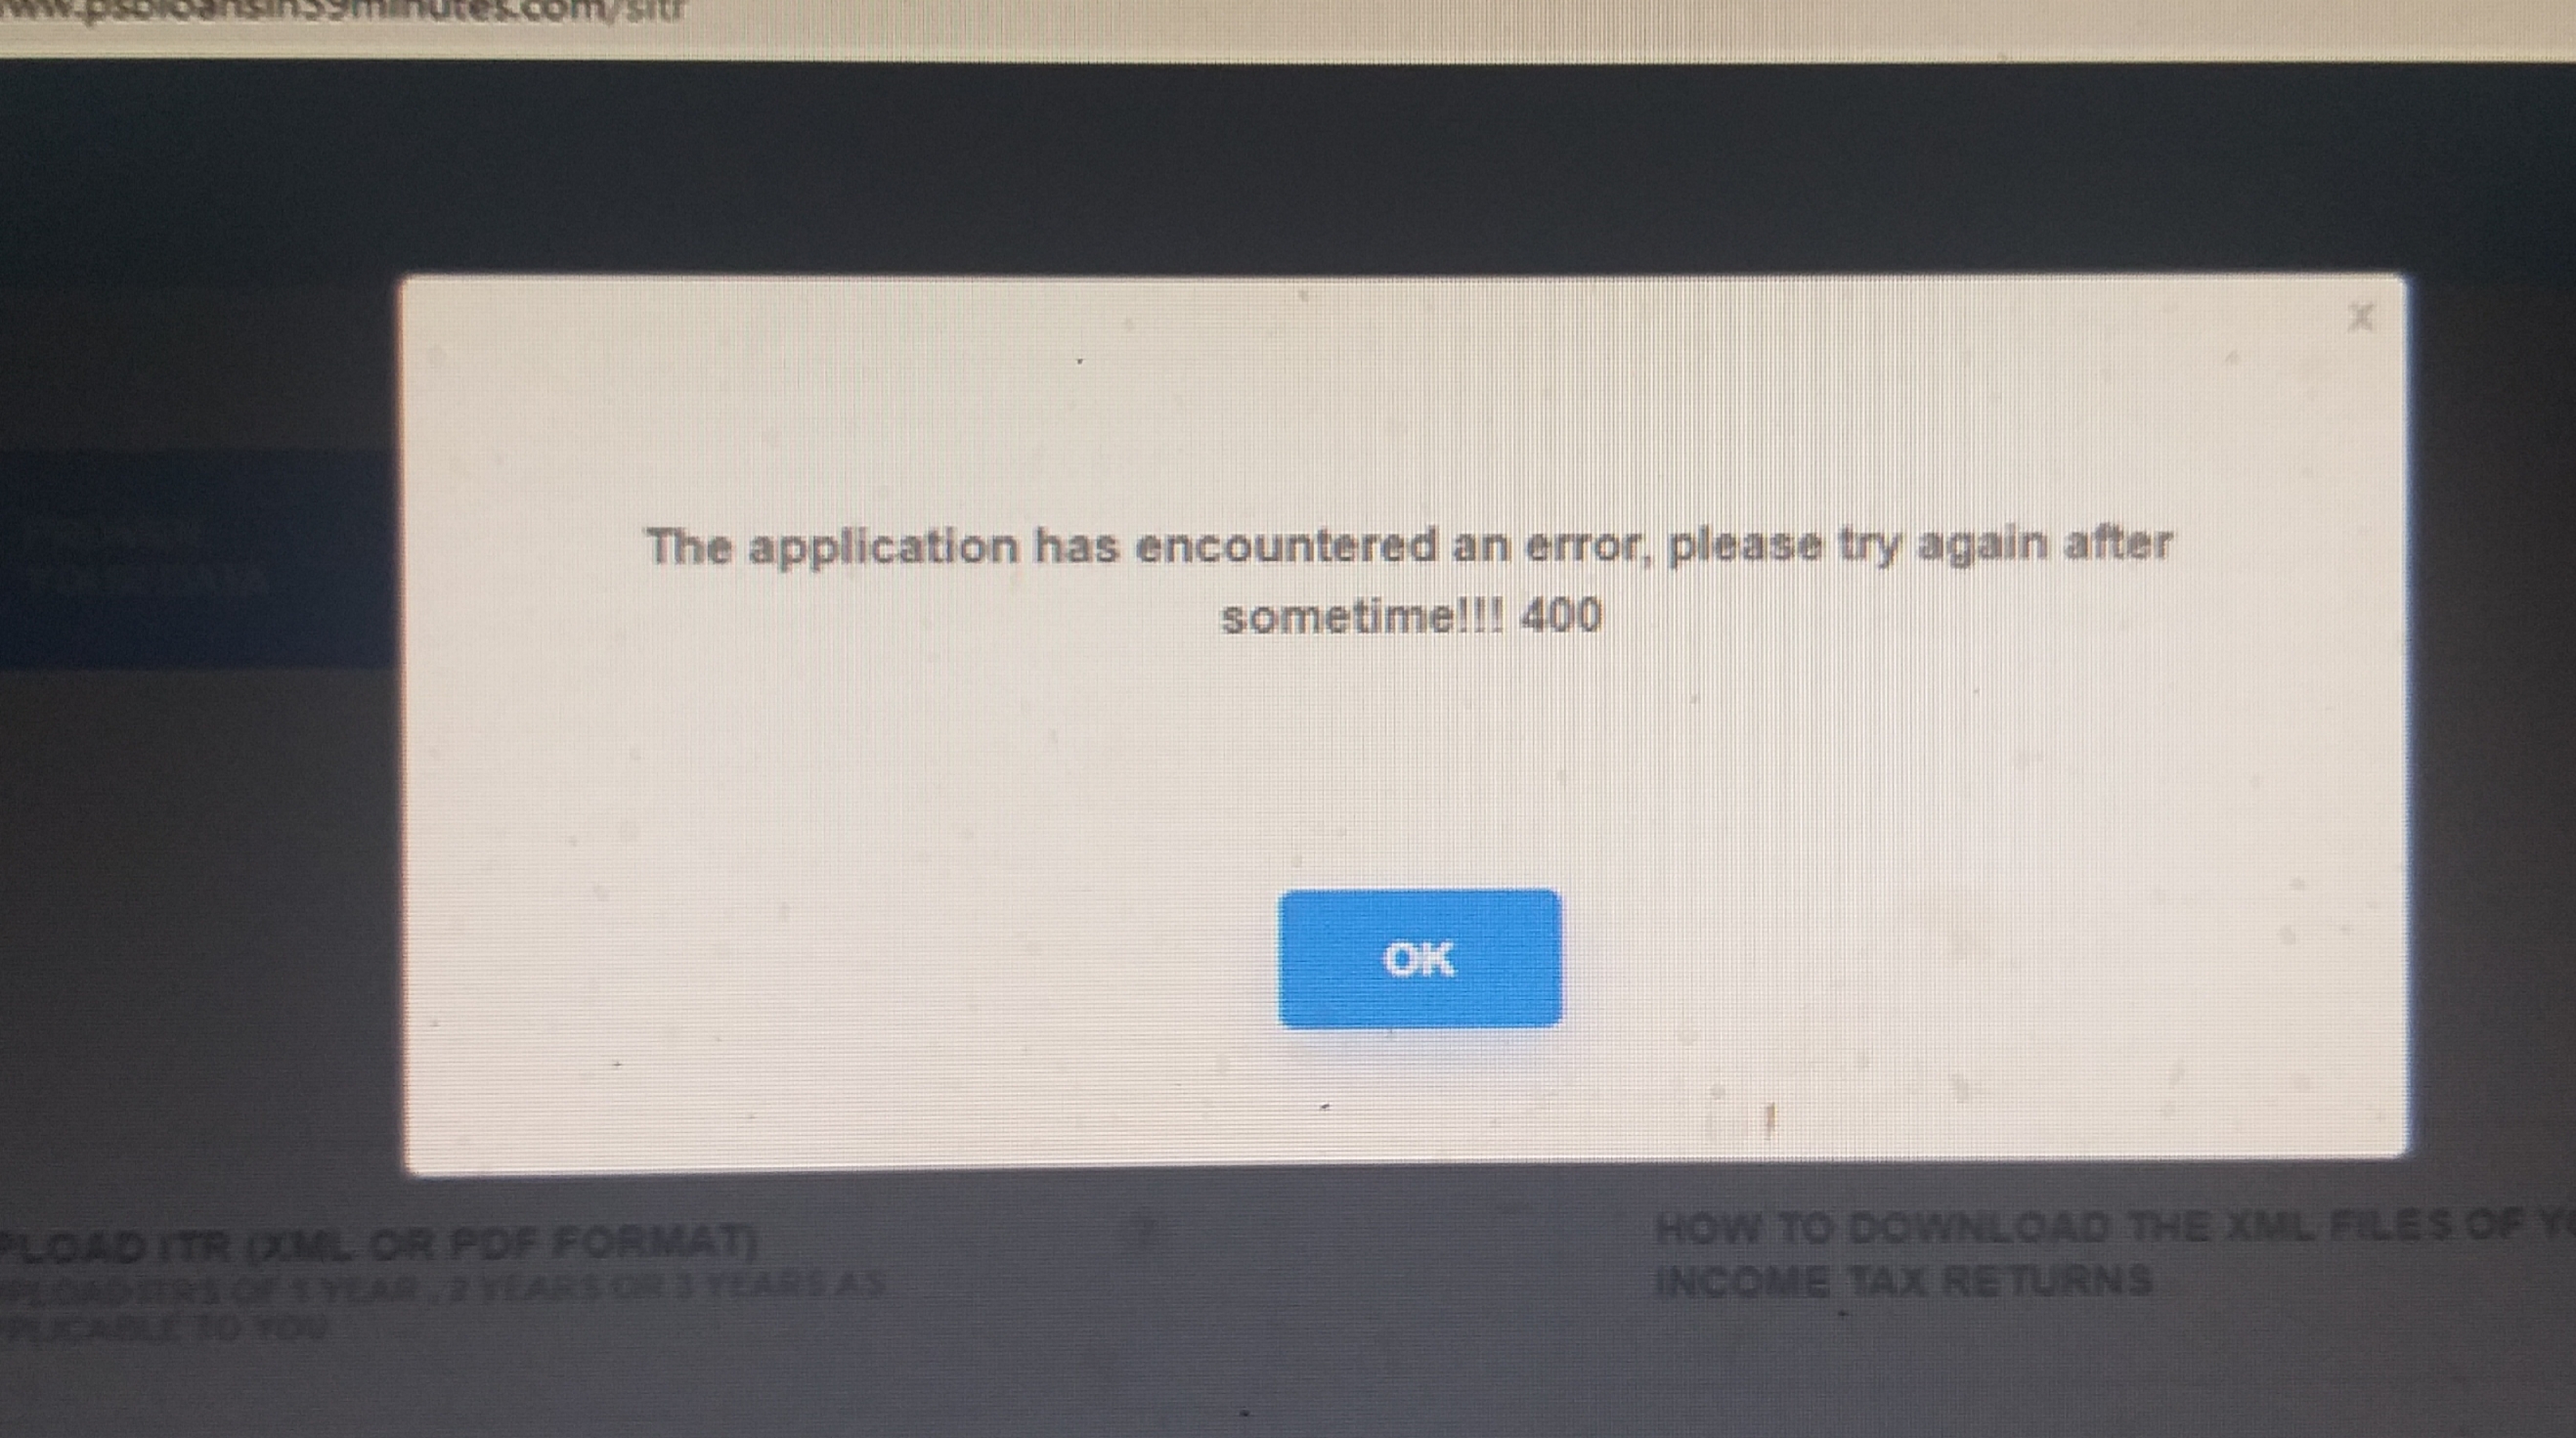 psbloansin59minutes.com/sitr
x
The application has encountered an error, please try again after
sometime!!! 400
OK
PLOAD ITR (XML OR PDF FORMAT)
PLOAD ITRS OF 1 YEAR , 2 YEARS OR 3 YEARS AS
PLICABLE TO YOU
HOW TO DOWNLOAD THE XML FILES OF
INCOME TAX RETURNS